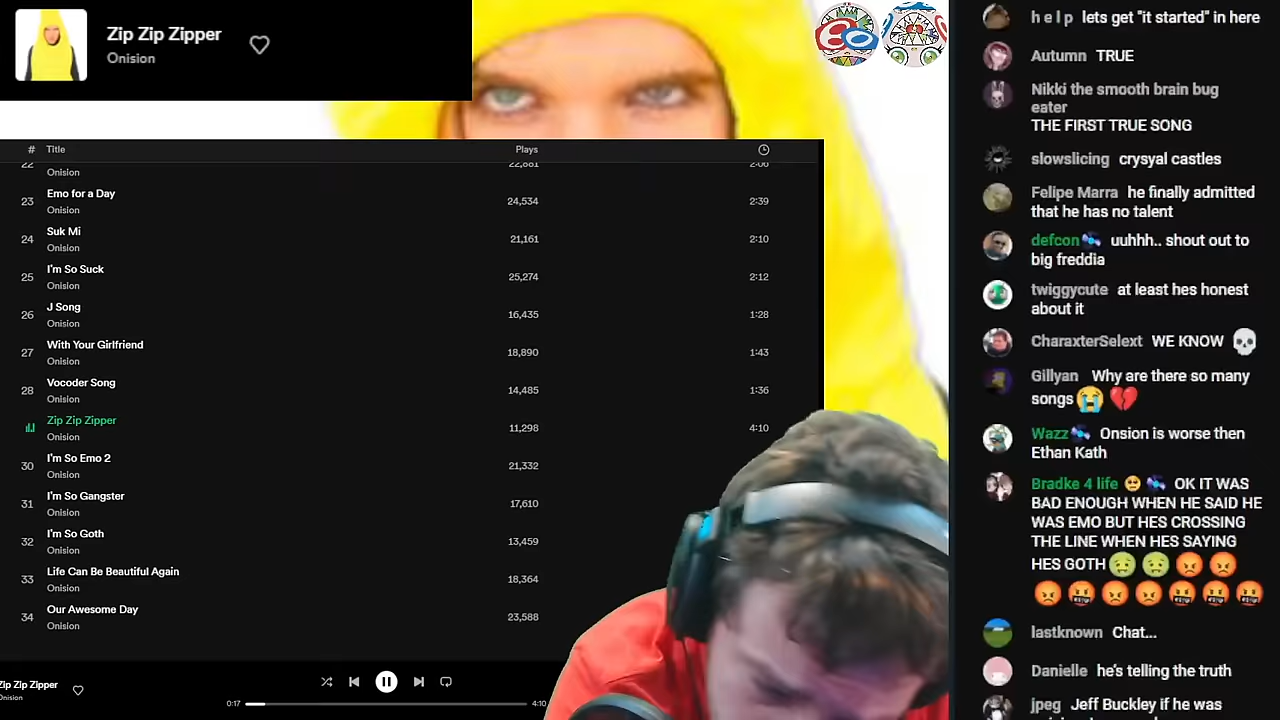 Zip Zip Zipper
Onision
# Title Plays
22 22,881 2:06
Onision
23 Emo for a Day 24,534 2:39
Onision
24 Suk Mi 21,161 2:10
Onision
25 I'm So Suck 25,274 2:12
Onision
26 J Song 16,435 1:28
Onision
27 With Your Girlfriend 18,890 1:43
Onision
28 Vocoder Song 14,485 1:36
Onision
Zip Zip Zipper 11,298 4:10
Onision
30 I'm So Emo 2 21,332
Onision
31 I'm So Gangster 17,610
Onision
32 I'm So Goth 13,459
Onision
33 Life Can Be Beautiful Again 18,364
Onision
34 Our Awesome Day 23,588
Onision
Zip Zip Zipper
Onision
0:17 4:10
h e l p lets get "it started" in here
Autumn TRUE
Nikki the smooth brain bug
eater
THE FIRST TRUE SONG
slowslicing crysyal castles
Felipe Marra he finally admitted
that he has no talent
defcon uuhhh.. shout out to
big freddia
twiggycute at least hes honest
about it
CharaxterSelext WE KNOW 💀
Gillyan Why are there so many
songs 😭 💔
Wazz Onsion is worse then
Ethan Kath
Bradke 4 life 🥺 OK IT WAS
BAD ENOUGH WHEN HE SAID HE
WAS EMO BUT HES CROSSING
THE LINE WHEN HES SAYING
HES GOTH 🤢 🤢 😡 😡
😡 🤬 😡 😡 🤬 🤬 🤬
lastknown Chat...
Danielle he's telling the truth
jpeg Jeff Buckley if he was